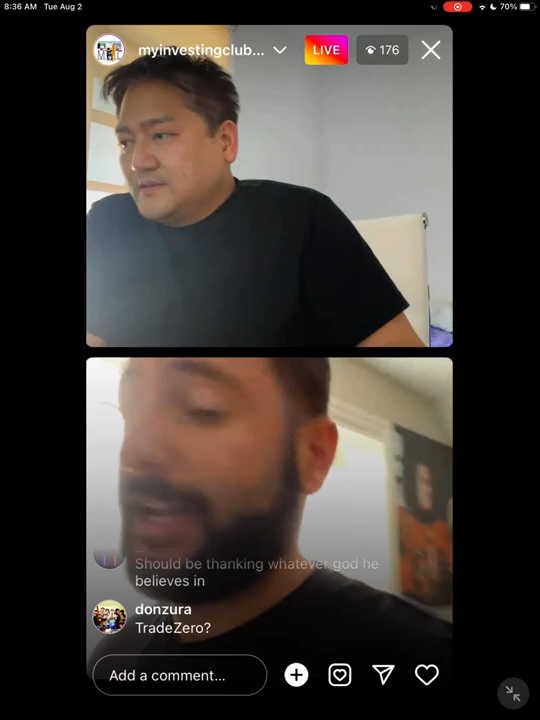 8:36 AM Tue Aug 2
70%
myinvestingclub...
LIVE
176
Should be thanking whatever god he
believes in
donzura
TradeZero?
Add a comment...